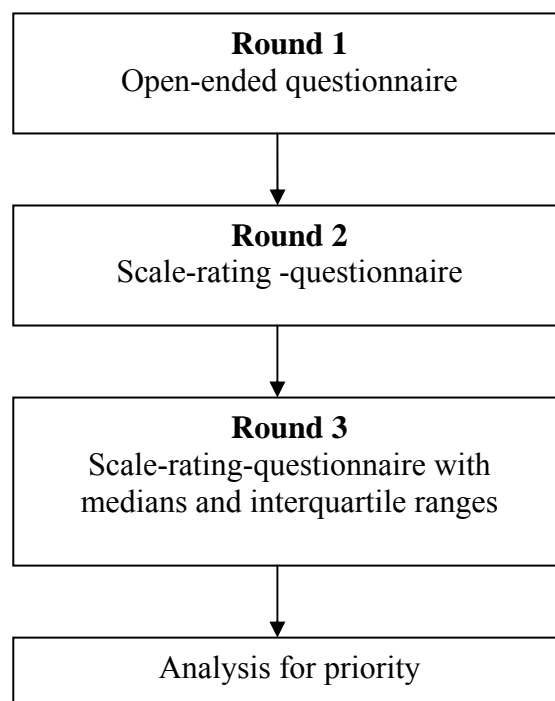 Round 1
Open-ended questionnaire
Round 2
Scale-rating -questionnaire
Round 3
Scale-rating-questionnaire with
medians and interquartile ranges
Analysis for priority